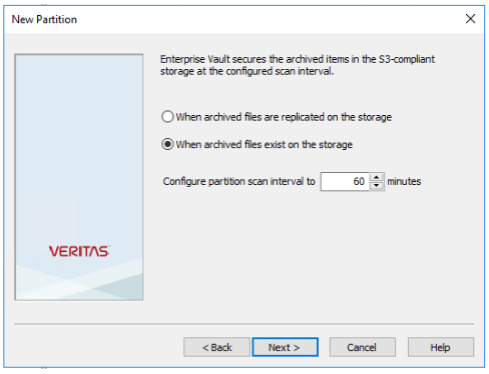 New Partition
Enterprise Vault secures the archived items in the S3-compliant
storage at the configured scan interval.
When archived files are replicated on the storage
When archived files exist on the storage
Configure partition scan interval to 60 minutes
VERITAS
< Back Next > Cancel Help